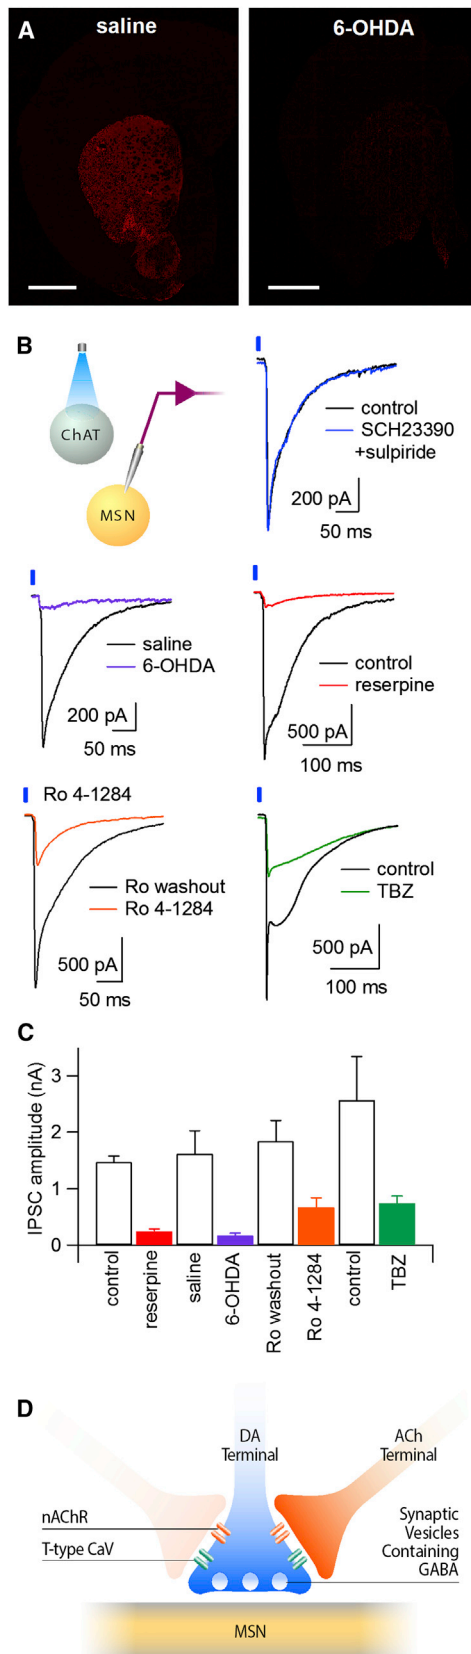 A
saline
6-OHDA
B
ChAT
MSN
control
SCH23390
+sulpiride
200 pA
50 ms
saline
6-OHDA
200 pA
50 ms
control
reserpine
500 pA
100 ms
Ro 4-1284
Ro washout
Ro 4-1284
500 pA
50 ms
control
TBZ
500 pA
100 ms
C
IPSC amplitude (nA)
3
2
1
0
control
reserpine
saline
6-OHDA
Ro washout
Ro 4-1284
control
TBZ
D
DA
Terminal
ACh
Terminal
nAChR
T-type CaV
Synaptic
Vesicles
Containing
GABA
MSN